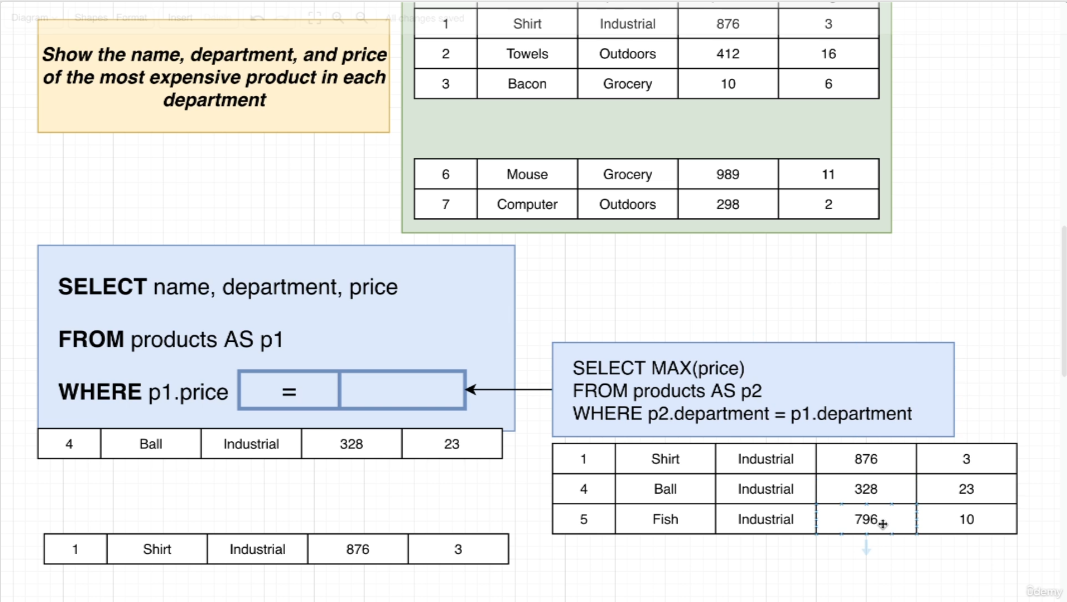 Diagram Shapes Format Insert
changes saved
Show the name, department, and price
of the most expensive product in each
department
1 Shirt Industrial 876 3
2 Towels Outdoors 412 16
3 Bacon Grocery 10 6
6 Mouse Grocery 989 11
7 Computer Outdoors 298 2
SELECT name, department, price
FROM products AS p1
WHERE p1.price =
4 Ball Industrial 328 23
1 Shirt Industrial 876 3
SELECT MAX(price)
FROM products AS p2
WHERE p2.department = p1.department
1 Shirt Industrial 876 3
4 Ball Industrial 328 23
5 Fish Industrial 796 10
Udemy